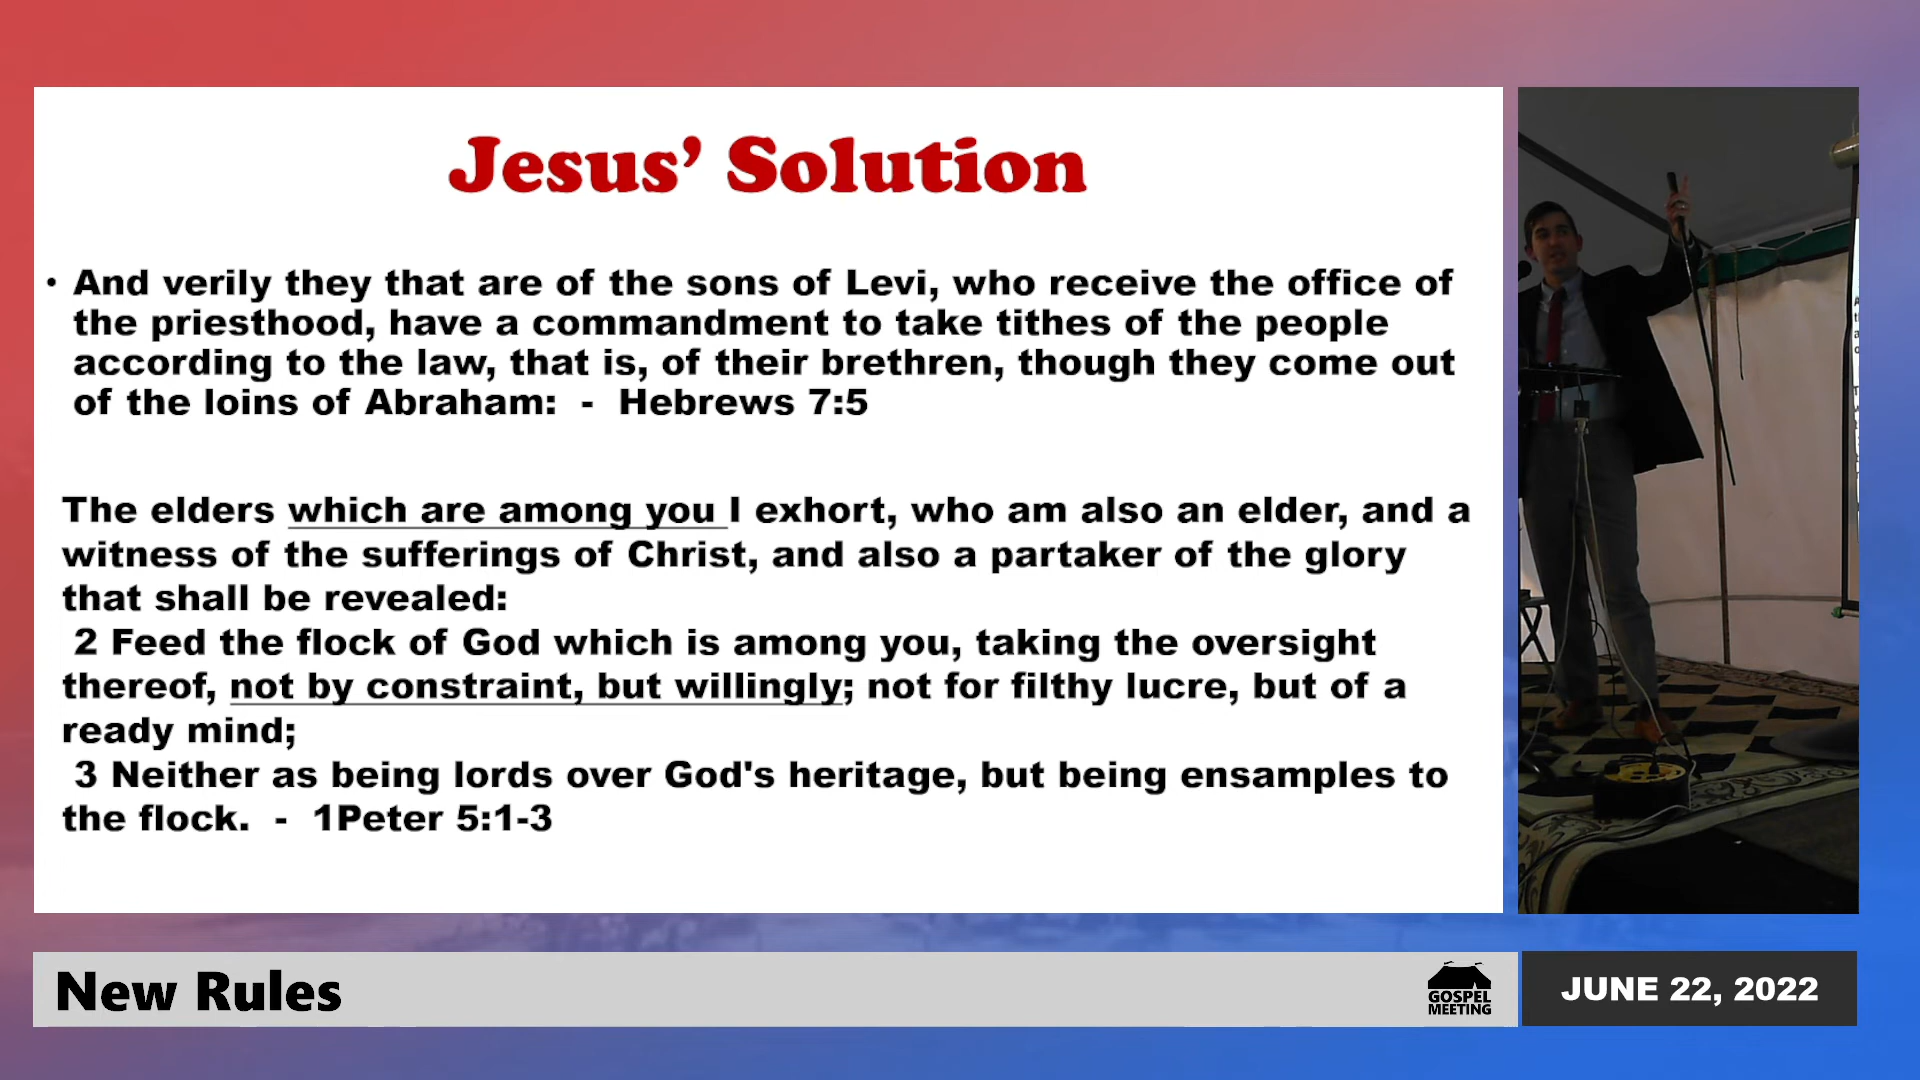 Jesus’ Solution
• And verily they that are of the sons of Levi, who receive the office of
the priesthood, have a commandment to take tithes of the people
according to the law, that is, of their brethren, though they come out
of the loins of Abraham:  -  Hebrews 7:5
The elders which are among you I exhort, who am also an elder, and a
witness of the sufferings of Christ, and also a partaker of the glory
that shall be revealed:
2 Feed the flock of God which is among you, taking the oversight
thereof, not by constraint, but willingly; not for filthy lucre, but of a
ready mind;
3 Neither as being lords over God's heritage, but being ensamples to
the flock.  -  1Peter 5:1-3
New Rules
GOSPEL
MEETING
JUNE 22, 2022